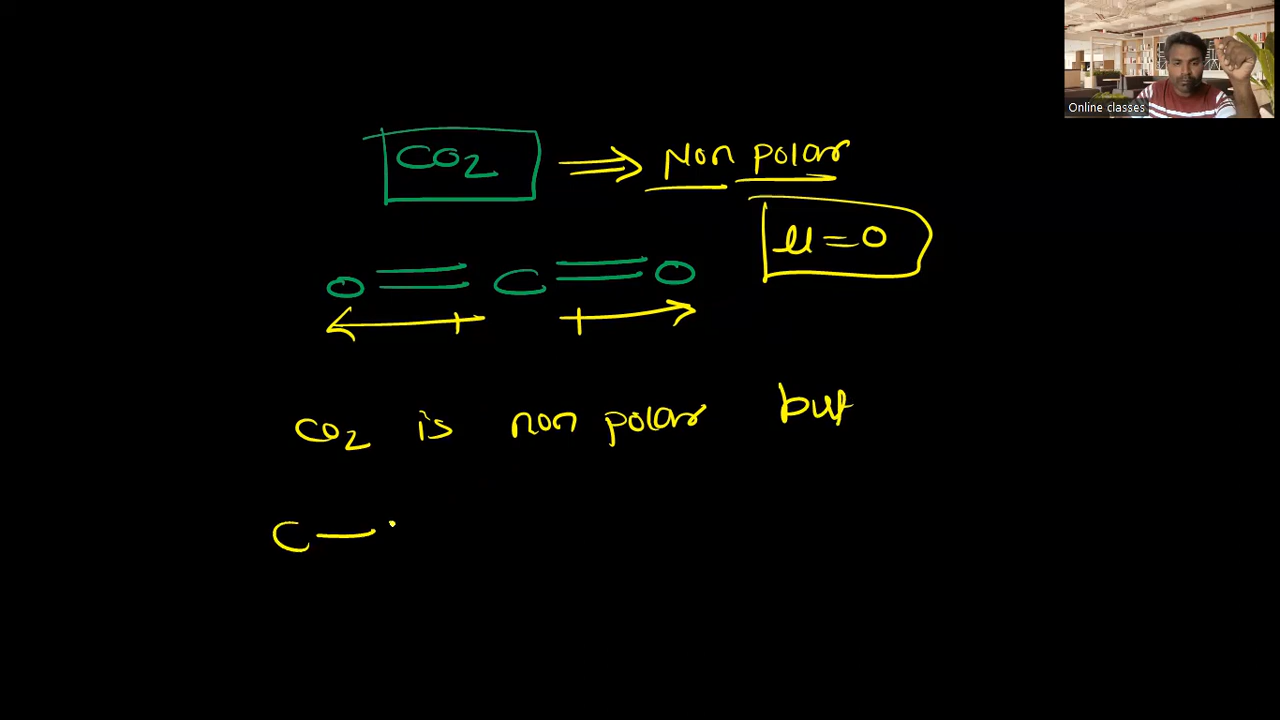 Online classes
CO2 ⇒ Non polar
μ=0
O=C=O
CO2 is non polar but
C—